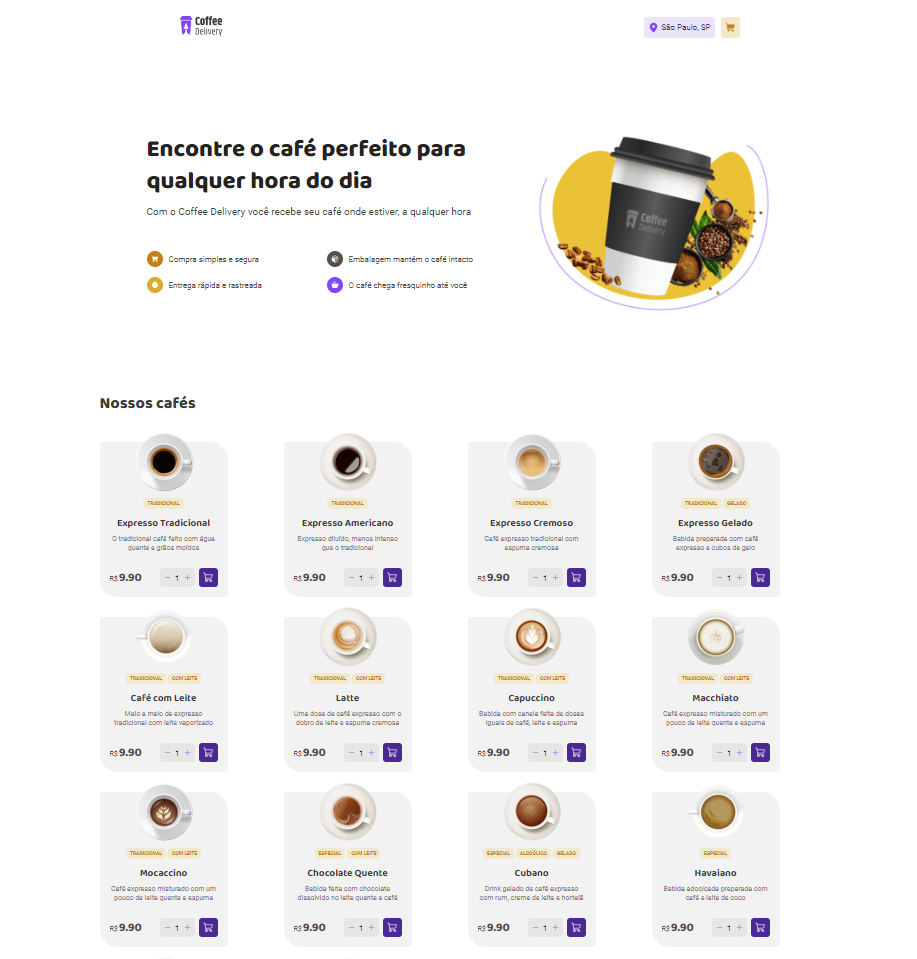 Coffee
Delivery
São Paulo, SP
Encontre o café perfeito para
qualquer hora do dia
Com o Coffee Delivery você recebe seu café onde estiver, a qualquer hora
Compra simples e segura
Embalagem mantém o café intacto
Entrega rápida e rastreada
O café chega fresquinho até você
Coffee
Delivery
Nossos cafés
TRADICIONAL
Expresso Tradicional
O tradicional café feito com água
quente e grãos moídos
R$ 9.90
− 1 +
TRADICIONAL
Expresso Americano
Expresso diluído, menos intenso
que o tradicional
R$ 9.90
− 1 +
TRADICIONAL
Expresso Cremoso
Café expresso tradicional com
espuma cremosa
R$ 9.90
− 1 +
TRADICIONAL GELADO
Expresso Gelado
Bebida preparada com café
expresso e cubos de gelo
R$ 9.90
− 1 +
TRADICIONAL COM LEITE
Café com Leite
Meio a meio de expresso
tradicional com leite vaporizado
R$ 9.90
− 1 +
TRADICIONAL COM LEITE
Latte
Uma dose de café expresso com o
dobro de leite e espuma cremosa
R$ 9.90
− 1 +
TRADICIONAL COM LEITE
Capuccino
Bebida com canela feita de doses
iguais de café, leite e espuma
R$ 9.90
− 1 +
TRADICIONAL COM LEITE
Macchiato
Café expresso misturado com um
pouco de leite quente e espuma
R$ 9.90
− 1 +
TRADICIONAL COM LEITE
Mocaccino
Café expresso misturado com um
pouco de leite quente e espuma
R$ 9.90
− 1 +
ESPECIAL COM LEITE
Chocolate Quente
Bebida feita com chocolate
dissolvido no leite quente e café
R$ 9.90
− 1 +
ESPECIAL ALCOÓLICO GELADO
Cubano
Drink gelado de café expresso
com rum, creme de leite e hortelã
R$ 9.90
− 1 +
ESPECIAL
Havaiano
Bebida adocicada preparada com
café e leite de coco
R$ 9.90
− 1 +